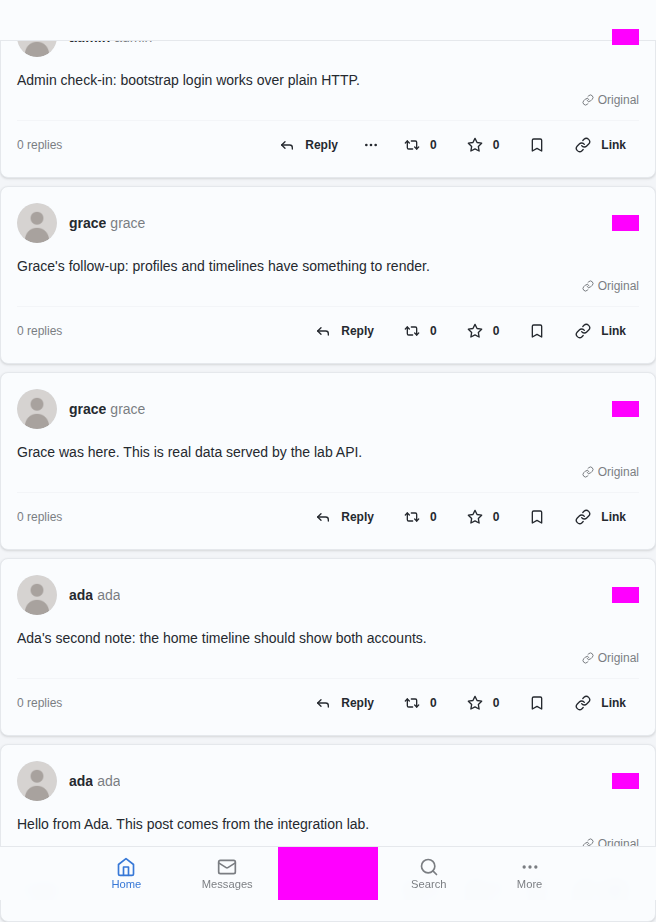 Admin check-in: bootstrap login works over plain HTTP.
Original
0 replies Reply 0 0 Link
grace grace
Grace's follow-up: profiles and timelines have something to render.
Original
0 replies Reply 0 0 Link
grace grace
Grace was here. This is real data served by the lab API.
Original
0 replies Reply 0 0 Link
ada ada
Ada's second note: the home timeline should show both accounts.
Original
0 replies Reply 0 0 Link
ada ada
Hello from Ada. This post comes from the integration lab.
Original
Home Messages Search More